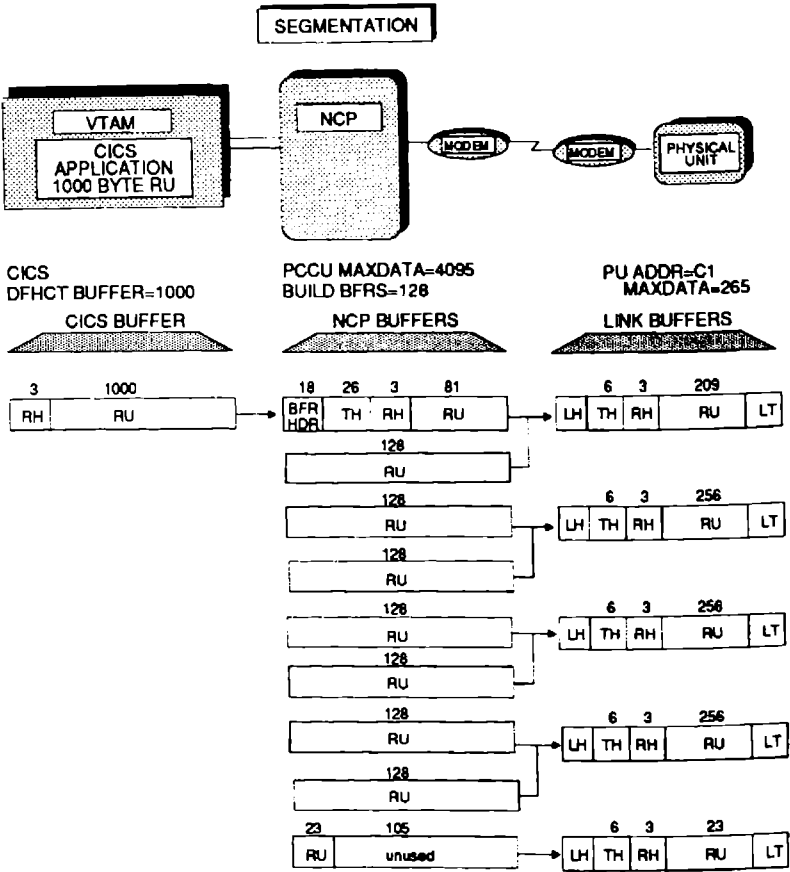 SEGMENTATION
VTAM
CICS
APPLICATION
1000 BYTE RU
NCP
MODEM
MODEM
PHYSICAL
UNIT
CICS
DFHCT BUFFER=1000
PCCU MAXDATA=4095
BUILD BFRS=128
PU ADDR=C1
MAXDATA=265
CICS BUFFER
NCP BUFFERS
LINK BUFFERS
3 1000
RH RU
18 26 3 81
BFR HDR TH RH RU
6 3 209
LH TH RH RU LT
128
RU
128
RU
6 3 256
LH TH RH RU LT
128
RU
128
RU
6 3 256
LH TH RH RU LT
128
RU
128
RU
6 3 256
LH TH RH RU LT
128
RU
23 105
RU unused
6 3 23
LH TH RH RU LT